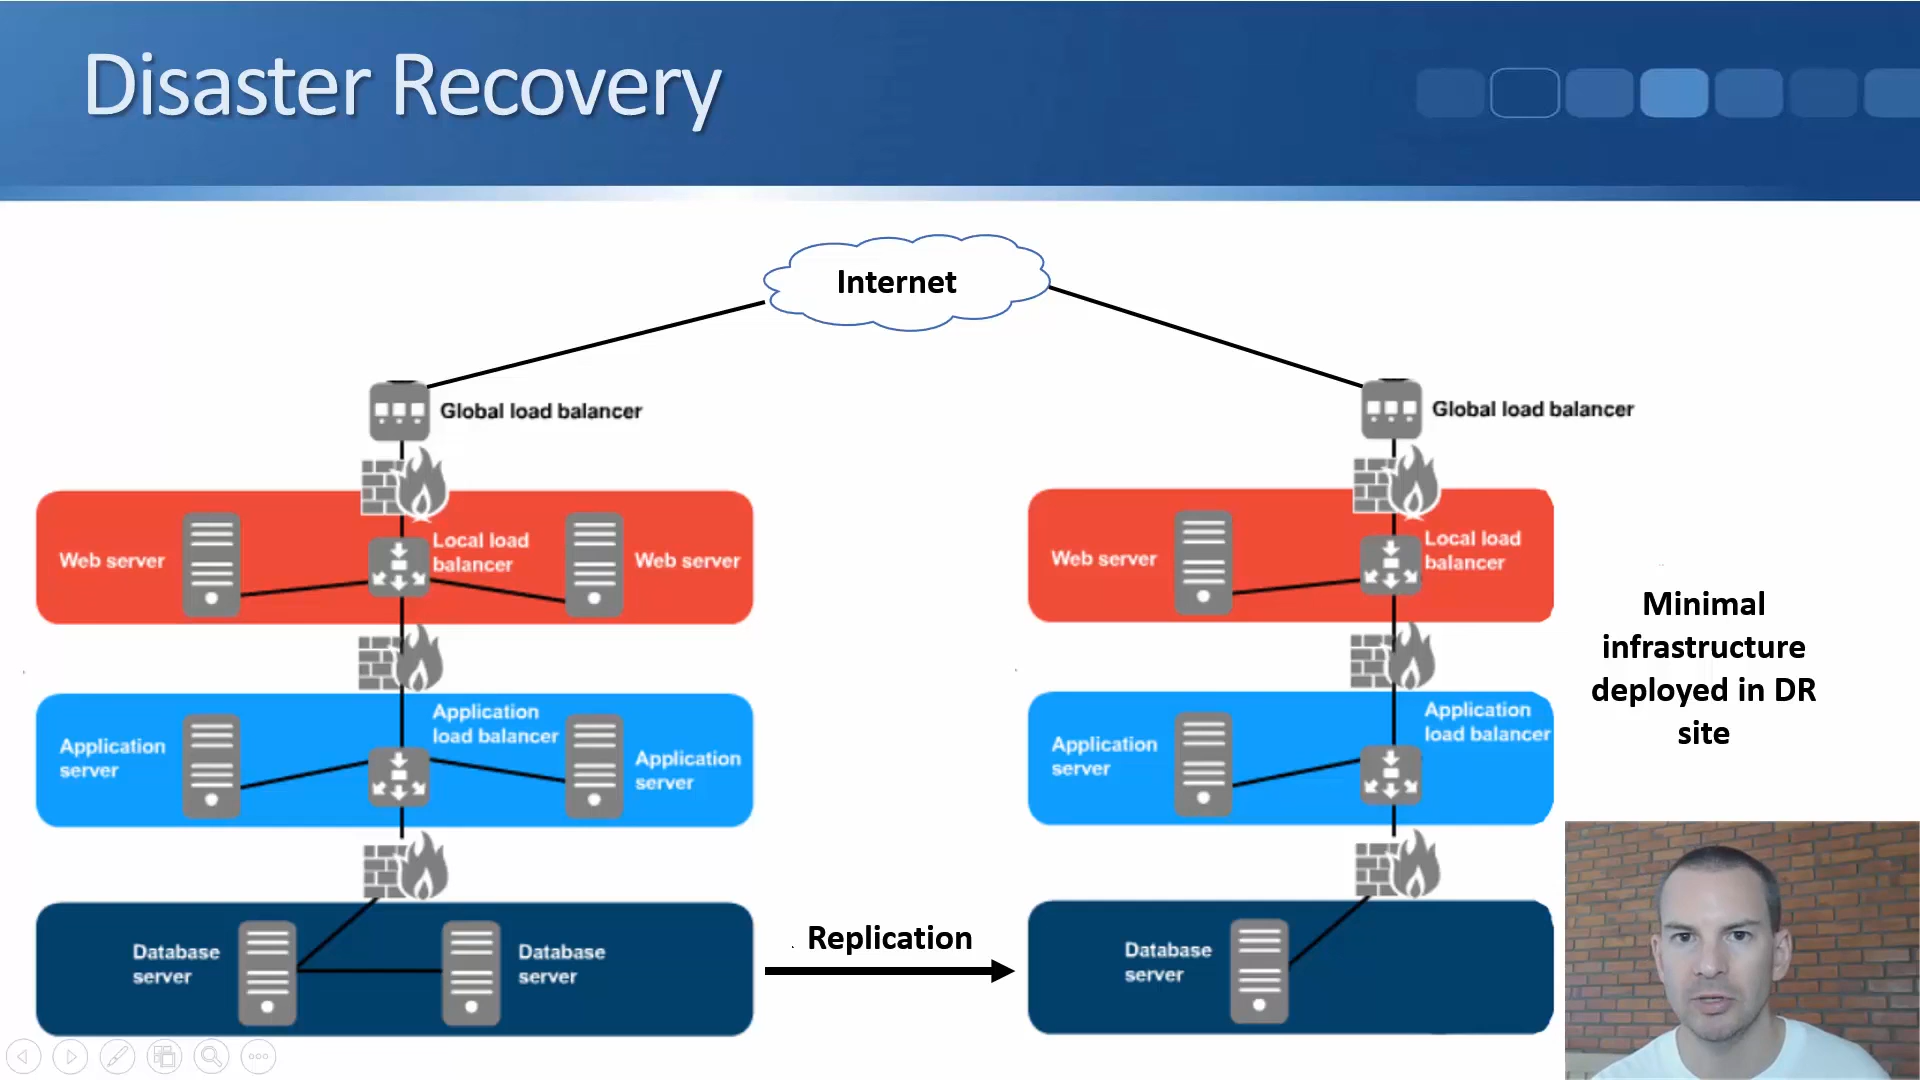 Disaster Recovery
Internet
Global load balancer
Global load balancer
Web server
Local load
balancer
Web server
Web server
Local load
balancer
Minimal
infrastructure
deployed in DR
site
Application
server
Application
load balancer
Application
server
Application
server
Application
load balancer
Database
server
Database
server
Replication
Database
server